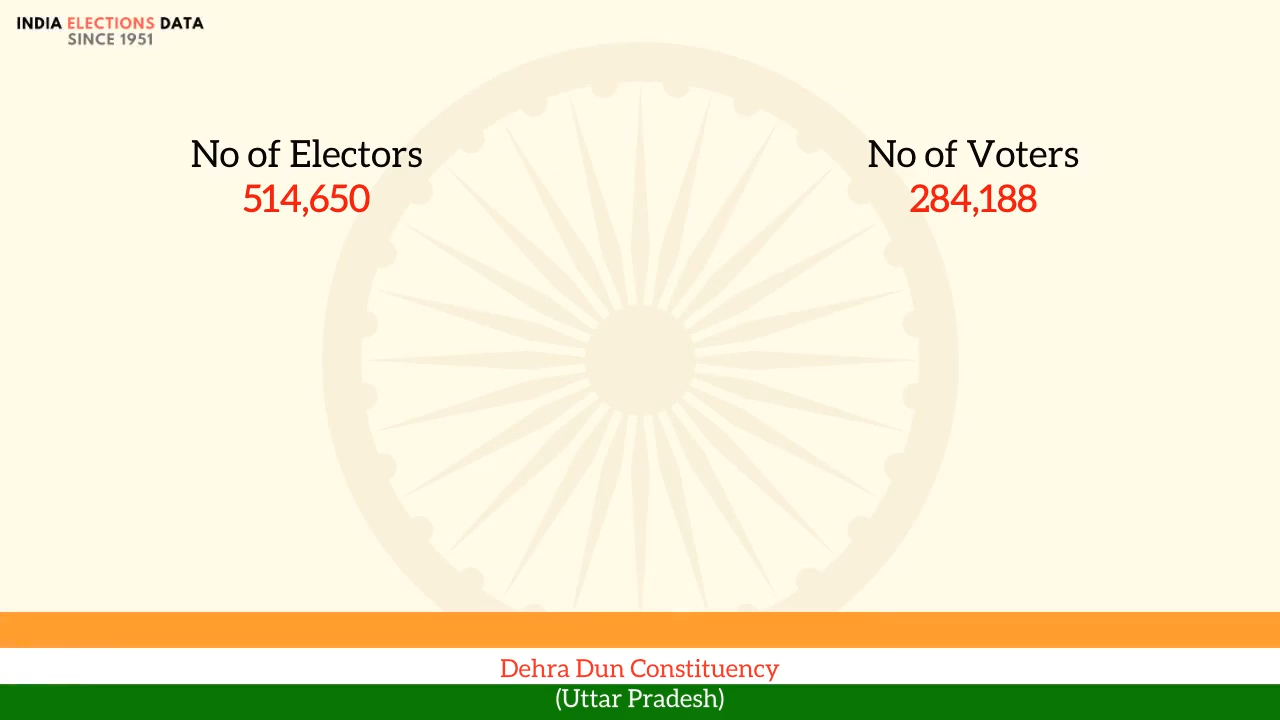 INDIA ELECTIONS DATA
SINCE 1951
No of Electors
514,650
No of Voters
284,188
Dehra Dun Constituency
(Uttar Pradesh)